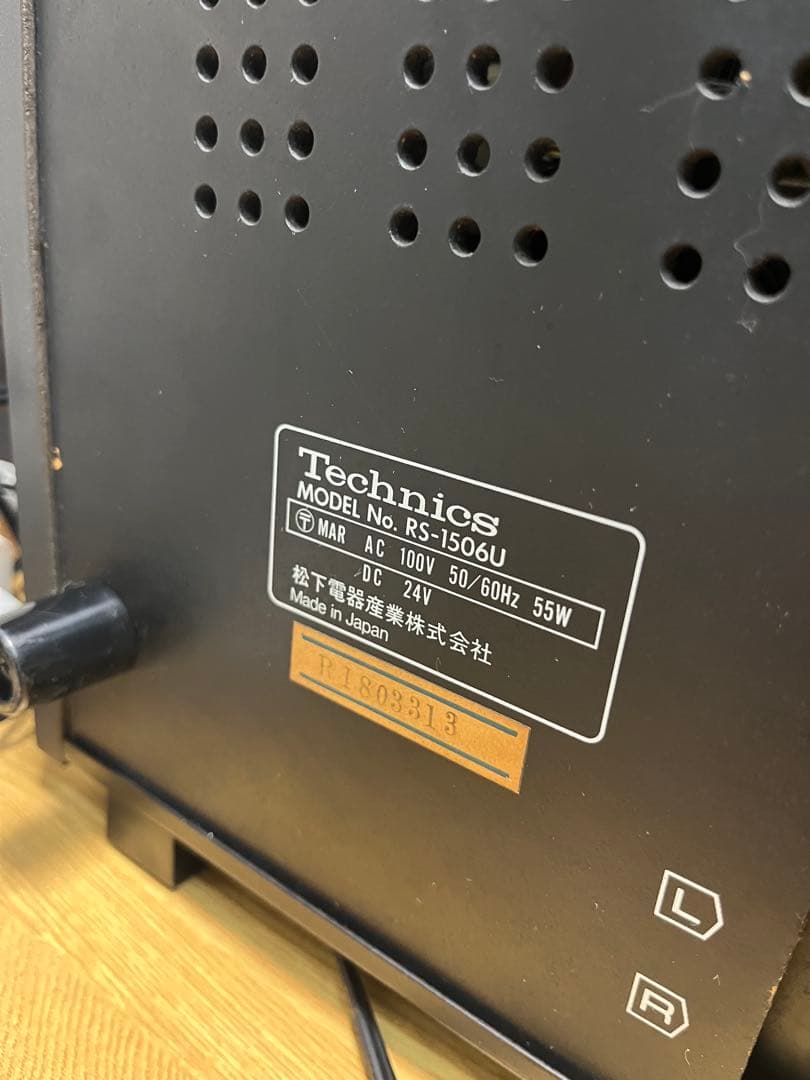 Technics
MODEL No. RS-1506U
〒 MAR AC 100V 50/60Hz 55W
DC 24V
松下電器産業株式会社
Made in Japan
RI803313
L
R